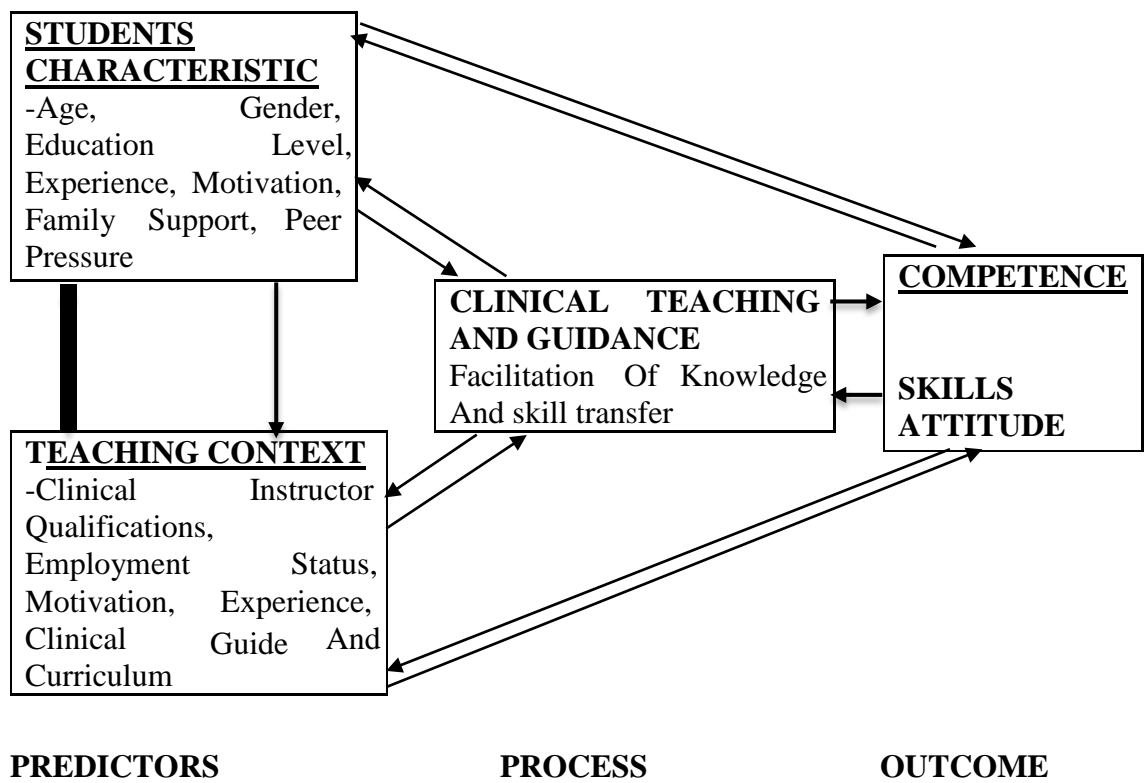 STUDENTS
CHARACTERISTIC
-Age, Gender,
Education Level,
Experience, Motivation,
Family Support, Peer
Pressure
CLINICAL TEACHING
AND GUIDANCE
Facilitation Of Knowledge
And skill transfer
COMPETENCE
SKILLS
ATTITUDE
TEACHING CONTEXT
-Clinical Instructor
Qualifications,
Employment Status,
Motivation, Experience,
Clinical Guide And
Curriculum
PREDICTORS PROCESS OUTCOME